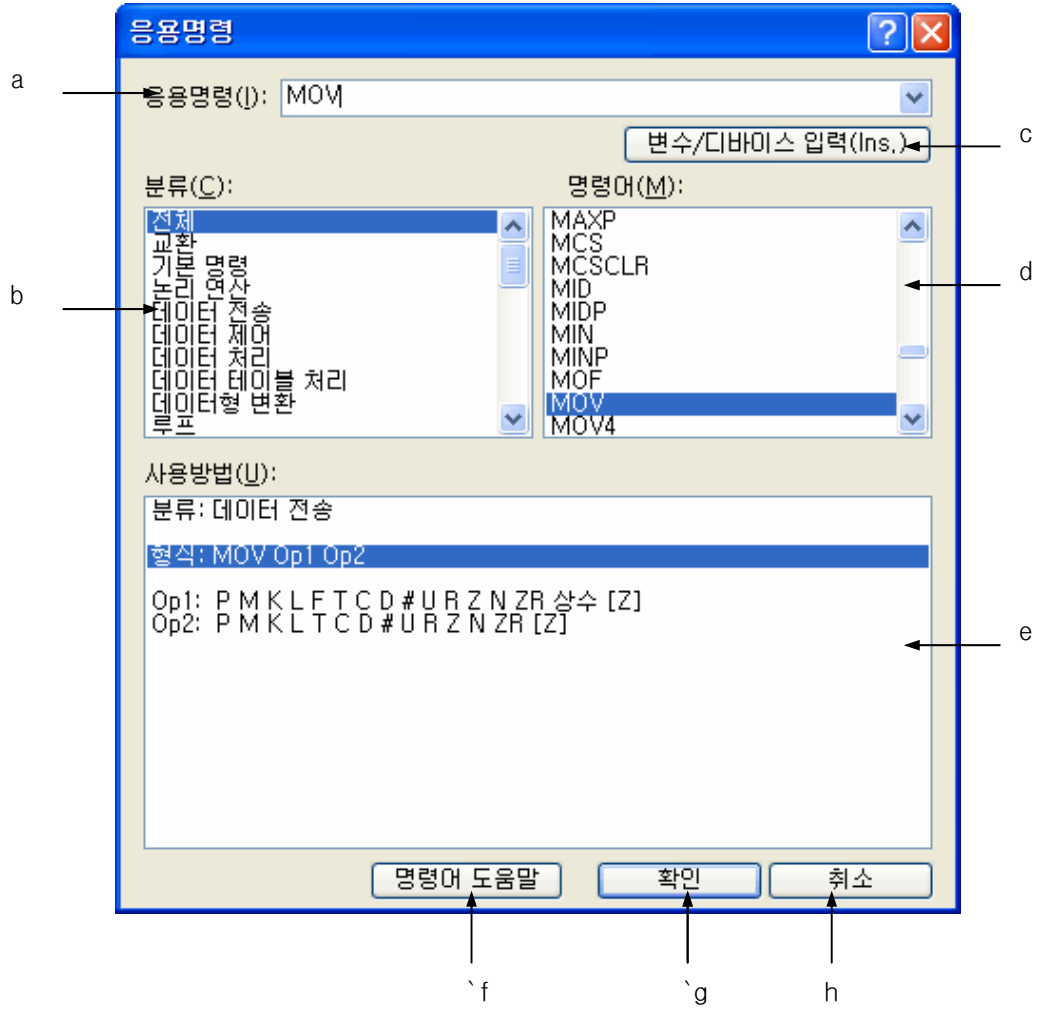 응용명령
a
응용명령(I): MOV
변수/디바이스 입력(Ins.)
c
분류(C):
명령어(M):
전체
교환
기본 명령
논리 연산
데이터 전송
데이터 제어
데이터 처리
데이터 테이블 처리
데이터형 변환
루프
b
MAXP
MCS
MCSCLR
MID
MIDP
MIN
MINP
MOF
MOV
MOV4
d
사용방법(U):
분류: 데이터 전송
형식: MOV Op1 Op2
Op1: P M K L F T C D # U R Z N ZR 상수 [Z]
Op2: P M K L T C D # U R Z N ZR [Z]
e
명령어 도움말
확인
취소
`f
`g
h